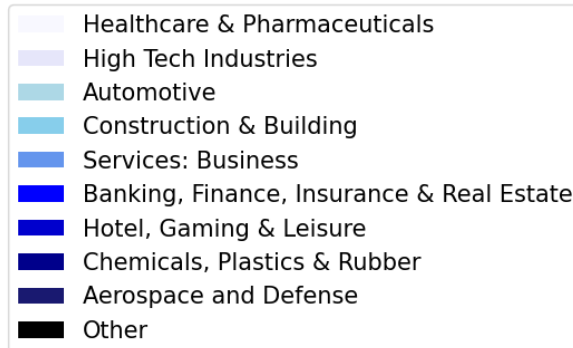 Healthcare & Pharmaceuticals
High Tech Industries
Automotive
Construction & Building
Services: Business
Banking, Finance, Insurance & Real Estate
Hotel, Gaming & Leisure
Chemicals, Plastics & Rubber
Aerospace and Defense
Other